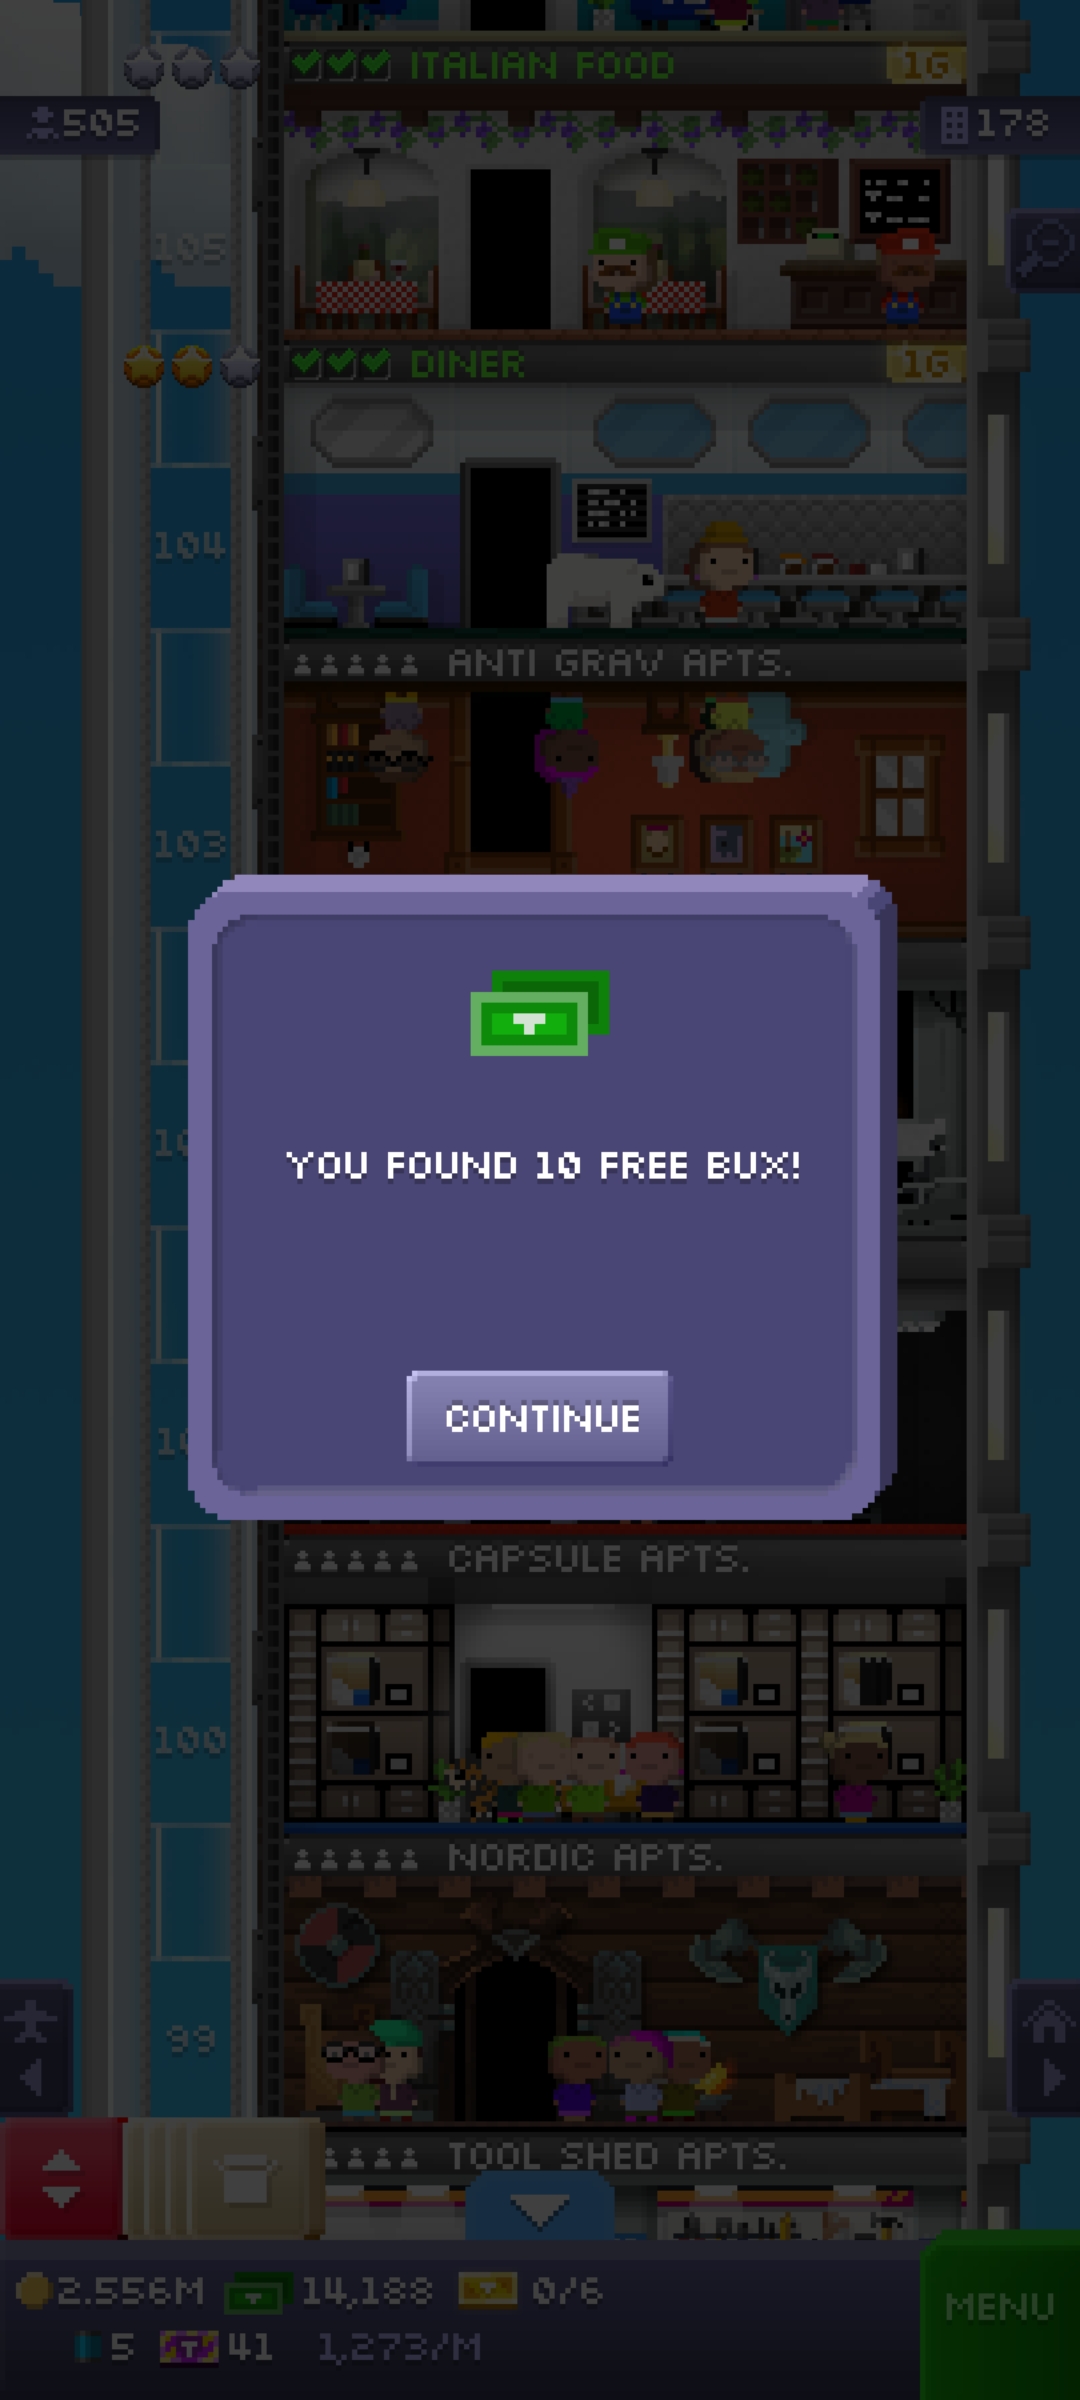 ITALIAN FOOD 1G
505
178
105
DINER 1G
104
ANTI GRAV APTS.
103
YOU FOUND 10 FREE BUX!
CONTINUE
CAPSULE APTS.
100
NORDIC APTS.
99
TOOL SHED APTS.
2.556M 14,188 0/6
MENU
5 41 1,273/M